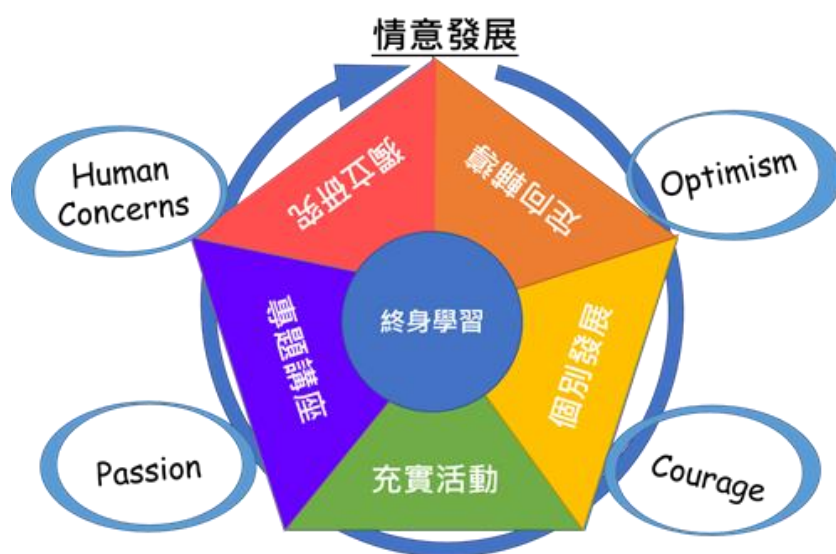 情意發展
Human
Concerns
Optimism
獨立研究
定向輔導
專題講座
終身學習
個別發展
充實活動
Passion
Courage